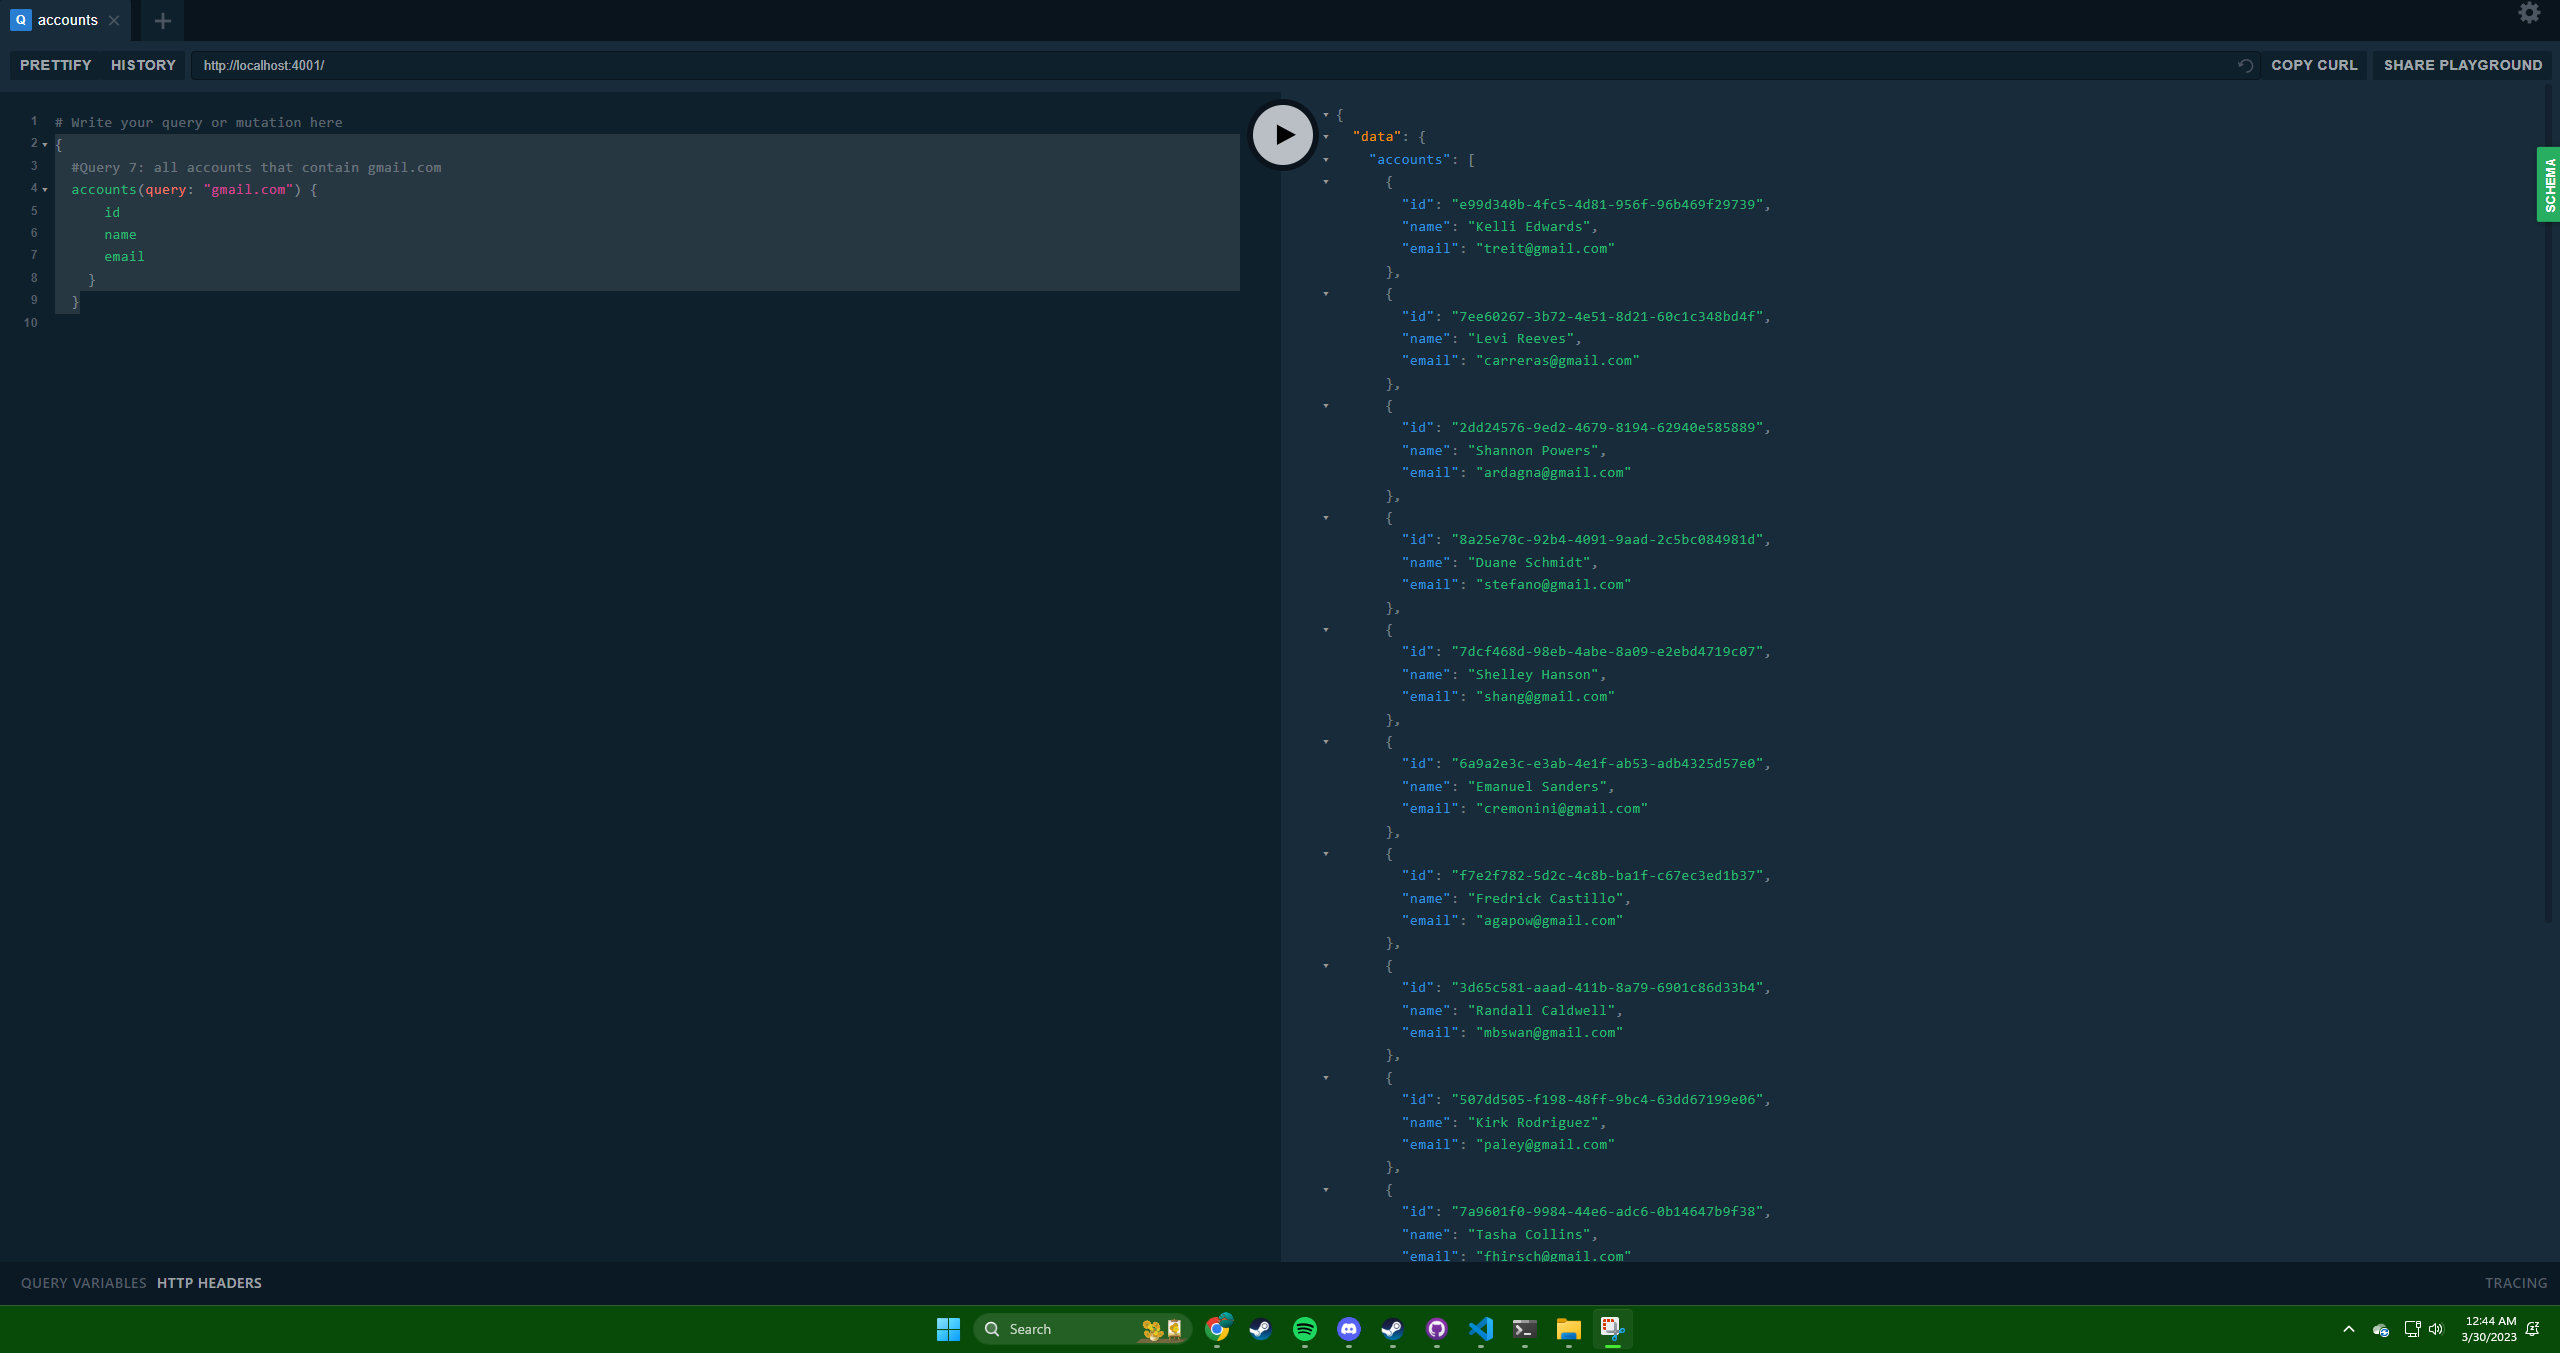 Q accounts
PRETTIFY HISTORY http://localhost:4001/ COPY CURL SHARE PLAYGROUND
1 # Write your query or mutation here
2 {
3 #Query 7: all accounts that contain gmail.com
4 accounts(query: "gmail.com") {
5 id
6 name
7 email
8 }
9 }
10
{
"data": {
"accounts": [
{
"id": "e99d340b-4fc5-4d81-956f-96b469f29739",
"name": "Kelli Edwards",
"email": "treit@gmail.com"
},
{
"id": "7ee60267-3b72-4e51-8d21-60c1c348bd4f",
"name": "Levi Reeves",
"email": "carreras@gmail.com"
},
{
"id": "2dd24576-9ed2-4679-8194-62940e585889",
"name": "Shannon Powers",
"email": "ardagna@gmail.com"
},
{
"id": "8a25e70c-92b4-4091-9aad-2c5bc084981d",
"name": "Duane Schmidt",
"email": "stefano@gmail.com"
},
{
"id": "7dcf468d-98eb-4abe-8a09-e2ebd4719c07",
"name": "Shelley Hanson",
"email": "shang@gmail.com"
},
{
"id": "6a9a2e3c-e3ab-4e1f-ab53-adb4325d57e0",
"name": "Emanuel Sanders",
"email": "cremonini@gmail.com"
},
{
"id": "f7e2f782-5d2c-4c8b-ba1f-c67ec3ed1b37",
"name": "Fredrick Castillo",
"email": "agapow@gmail.com"
},
{
"id": "3d65c581-aaad-411b-8a79-6901c86d33b4",
"name": "Randall Caldwell",
"email": "mbswan@gmail.com"
},
{
"id": "507dd505-f198-48ff-9bc4-63dd67199e06",
"name": "Kirk Rodriguez",
"email": "paley@gmail.com"
},
{
"id": "7a9601f0-9984-44e6-adc6-0b14647b9f38",
"name": "Tasha Collins",
"email": "fhirsch@gmail.com"
SCHEMA
QUERY VARIABLES HTTP HEADERS TRACING
Search
12:44 AM
3/30/2023